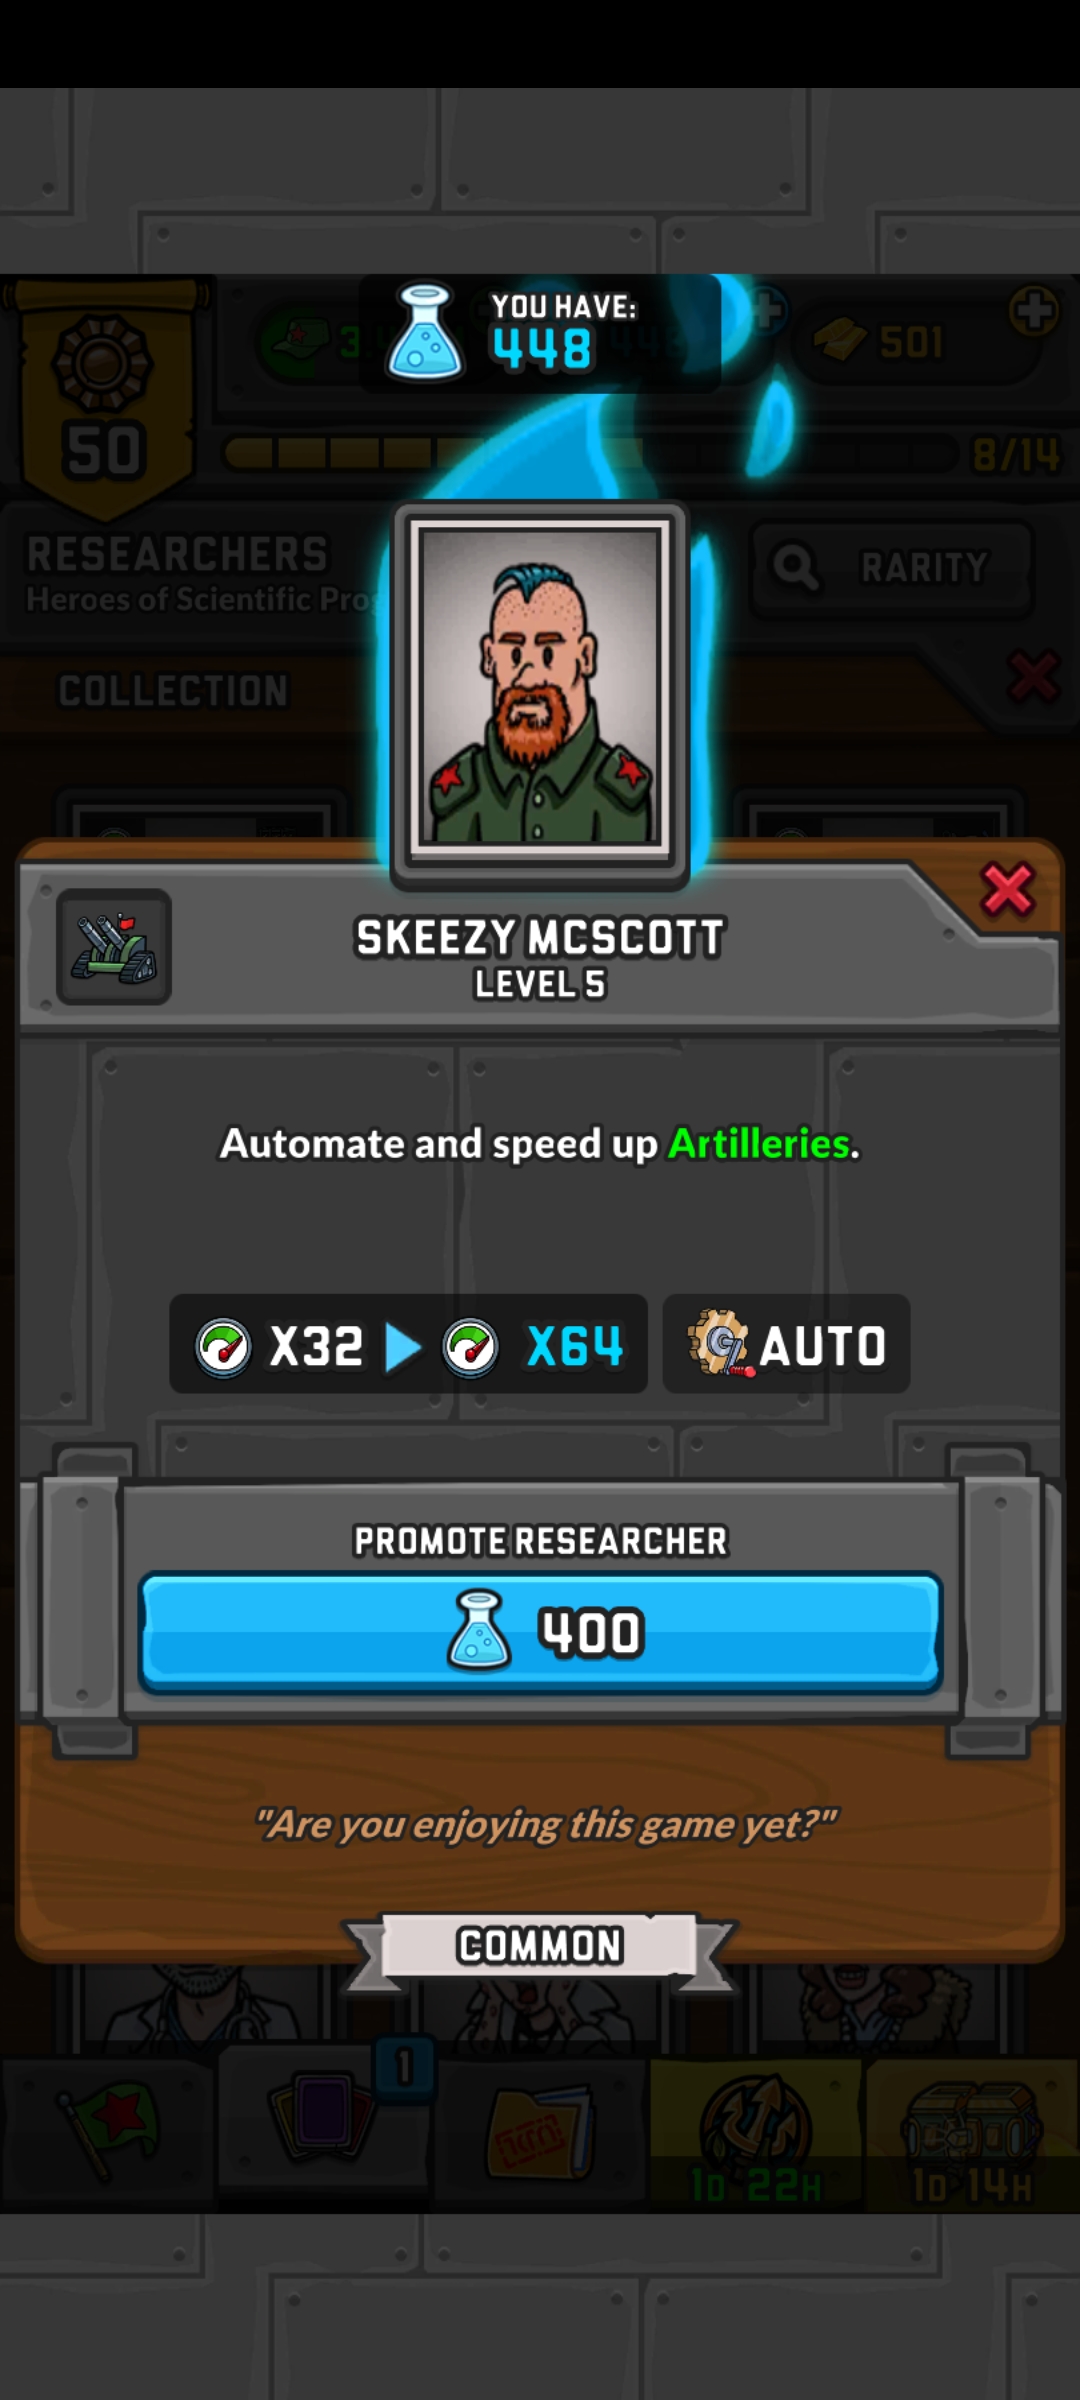 YOU HAVE:
448
501
50
8/14
RESEARCHERS
Heroes of Scientific
RARITY
COLLECTION
SKEEZY MCSCOTT
LEVEL 5
Automate and speed up Artilleries.
X32 X64 AUTO
PROMOTE RESEARCHER
400
"Are you enjoying this game yet?"
COMMON
1
1D 22H
1D 14H